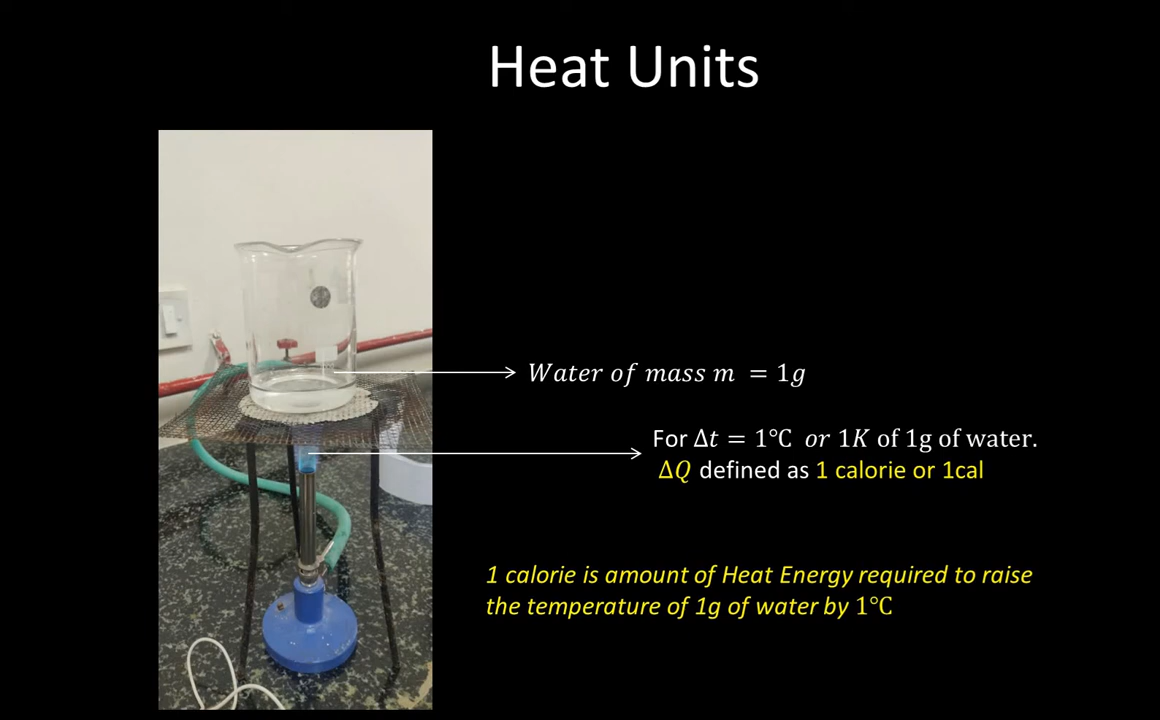 Heat Units
Water of mass m = 1g
For Δt = 1°C or 1K of 1g of water.
ΔQ defined as 1 calorie or 1cal
1 calorie is amount of Heat Energy required to raise
the temperature of 1g of water by 1°C